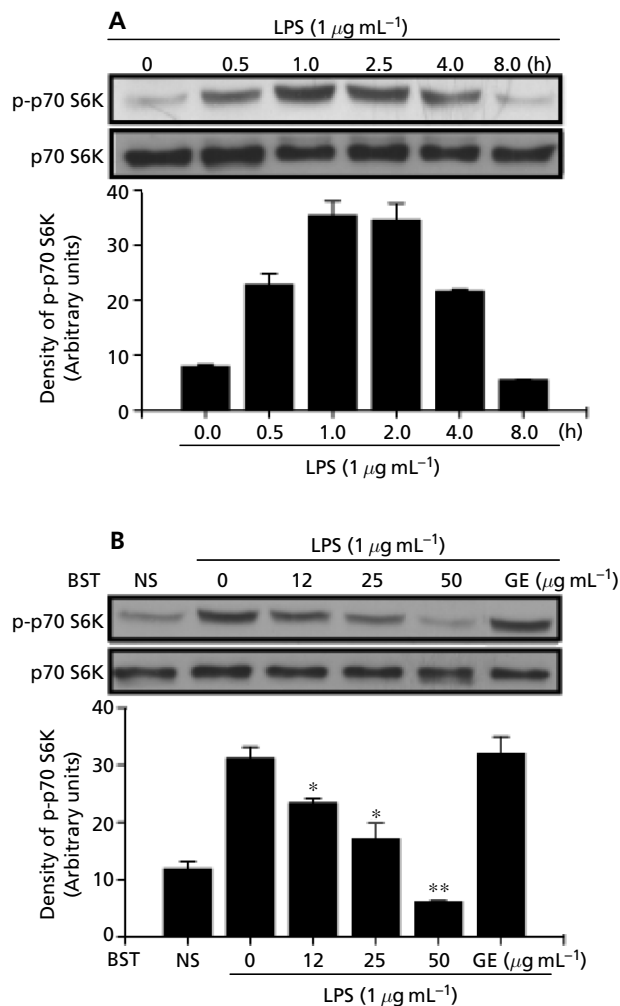 A
LPS (1 μg mL⁻¹)
0 0.5 1.0 2.5 4.0 8.0 (h)
p-p70 S6K
p70 S6K
Density of p-p70 S6K
(Arbitrary units)
40
30
20
10
0
0.0 0.5 1.0 2.0 4.0 8.0 (h)
LPS (1 μg mL⁻¹)
B
LPS (1 μg mL⁻¹)
BST NS 0 12 25 50 GE (μg mL⁻¹)
p-p70 S6K
p70 S6K
Density of p-p70 S6K
(Arbitrary units)
40
30
20
10
0
*
*
**
BST NS 0 12 25 50 GE (μg mL⁻¹)
LPS (1 μg mL⁻¹)